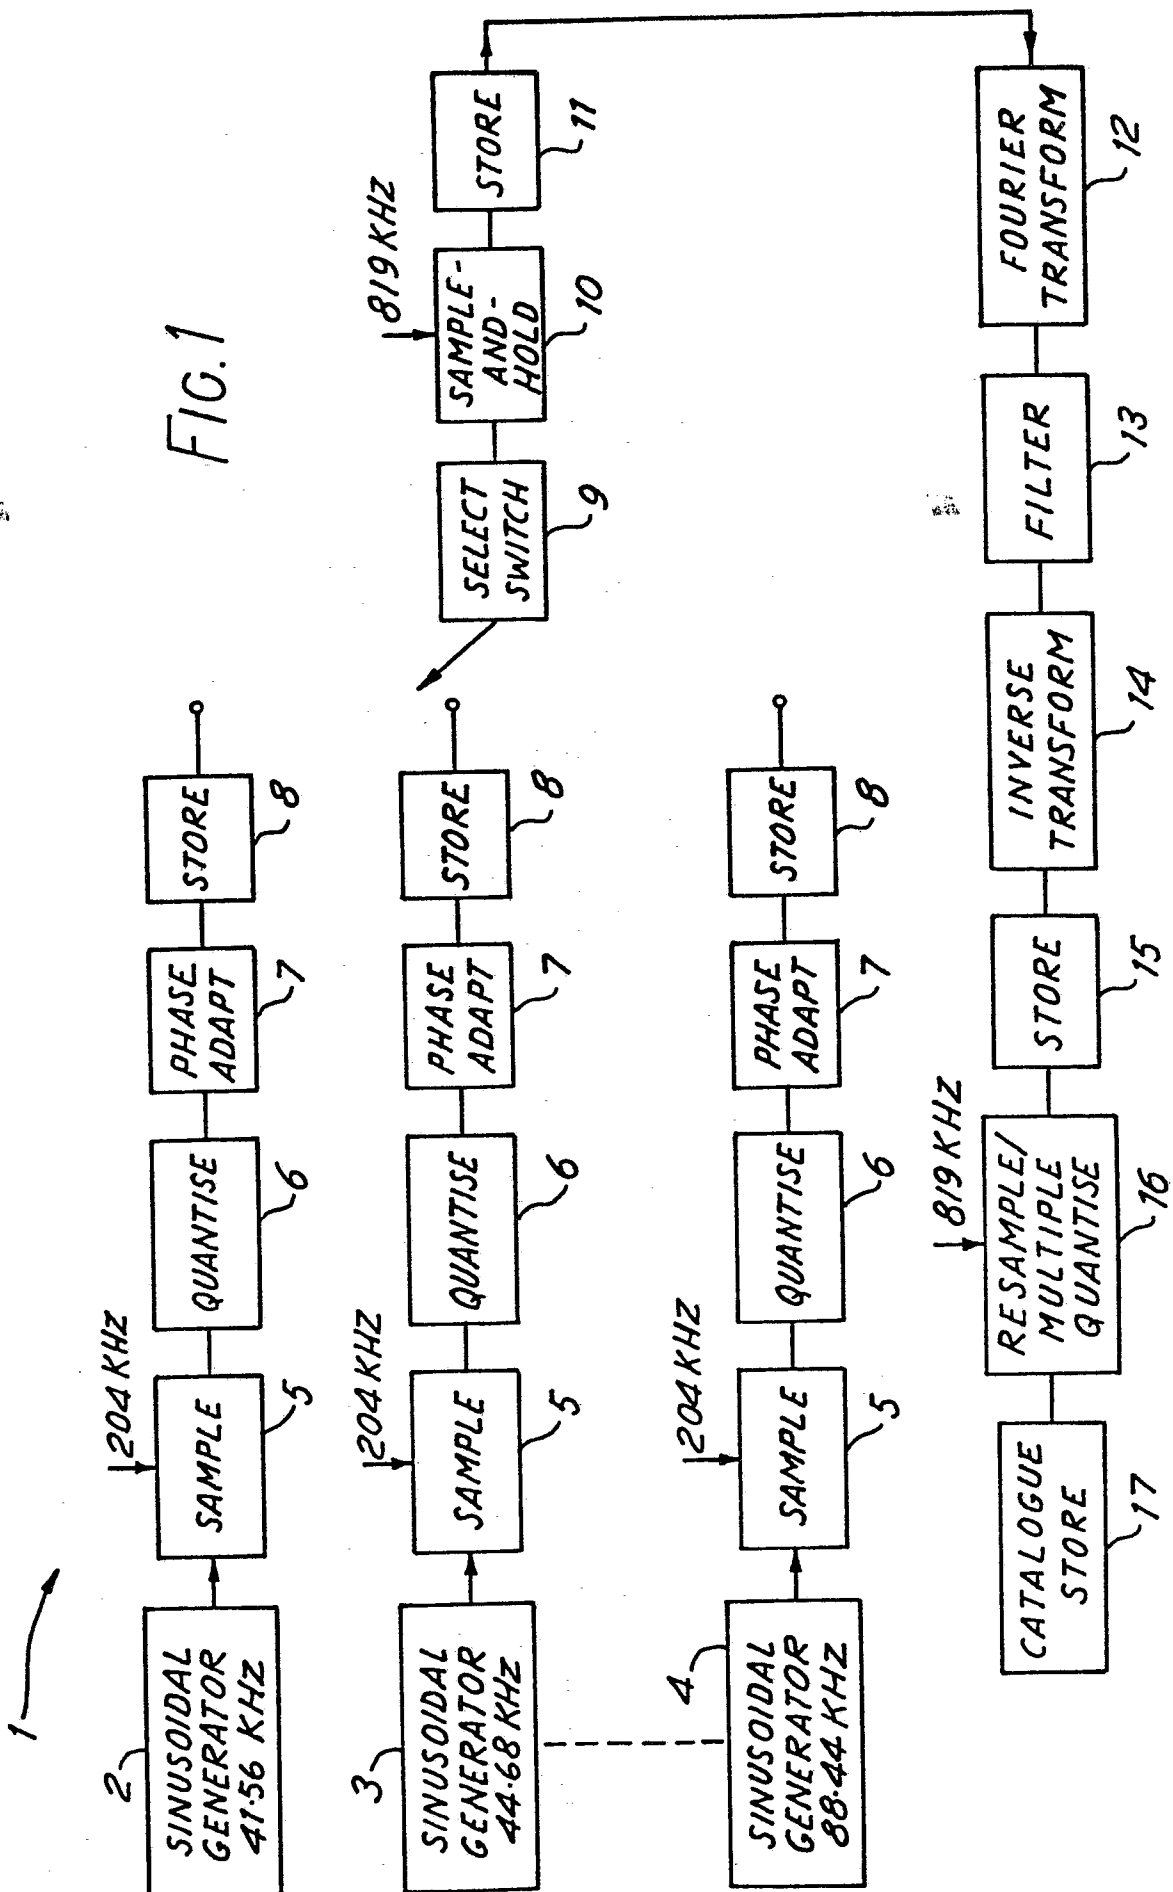 FIG.1
1
2
SINUSOIDAL
GENERATOR
41·56 KHZ
204 KHZ
SAMPLE
5
QUANTISE
6
PHASE
ADAPT
7
STORE
8
3
SINUSOIDAL
GENERATOR
44·68 KHZ
204 KHZ
SAMPLE
5
QUANTISE
6
PHASE
ADAPT
7
STORE
8
SELECT
SWITCH
9
819 KHZ
SAMPLE-
AND-
HOLD
10
STORE
11
4
SINUSOIDAL
GENERATOR
88·44 KHZ
204 KHZ
SAMPLE
5
QUANTISE
6
PHASE
ADAPT
7
STORE
8
CATALOGUE
STORE
17
819 KHZ
RESAMPLE/
MULTIPLE
QUANTISE
16
STORE
15
INVERSE
TRANSFORM
14
FILTER
13
FOURIER
TRANSFORM
12